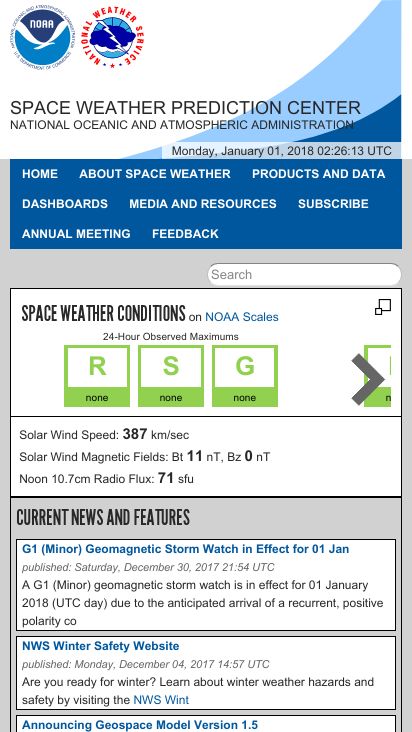 NOAA
NATIONAL OCEANIC AND ATMOSPHERIC ADMINISTRATION
U.S. DEPARTMENT OF COMMERCE
NATIONAL WEATHER SERVICE
SPACE WEATHER PREDICTION CENTER
NATIONAL OCEANIC AND ATMOSPHERIC ADMINISTRATION
Monday, January 01, 2018 02:26:13 UTC
HOME ABOUT SPACE WEATHER PRODUCTS AND DATA
DASHBOARDS MEDIA AND RESOURCES SUBSCRIBE
ANNUAL MEETING FEEDBACK
Search
SPACE WEATHER CONDITIONS on NOAA Scales
24-Hour Observed Maximums
R S G
none none none n
Solar Wind Speed: 387 km/sec
Solar Wind Magnetic Fields: Bt 11 nT, Bz 0 nT
Noon 10.7cm Radio Flux: 71 sfu
CURRENT NEWS AND FEATURES
G1 (Minor) Geomagnetic Storm Watch in Effect for 01 Jan
published: Saturday, December 30, 2017 21:54 UTC
A G1 (Minor) geomagnetic storm watch is in effect for 01 January
2018 (UTC day) due to the anticipated arrival of a recurrent, positive
polarity co
NWS Winter Safety Website
published: Monday, December 04, 2017 14:57 UTC
Are you ready for winter? Learn about winter weather hazards and
safety by visiting the NWS Wint
Announcing Geospace Model Version 1.5